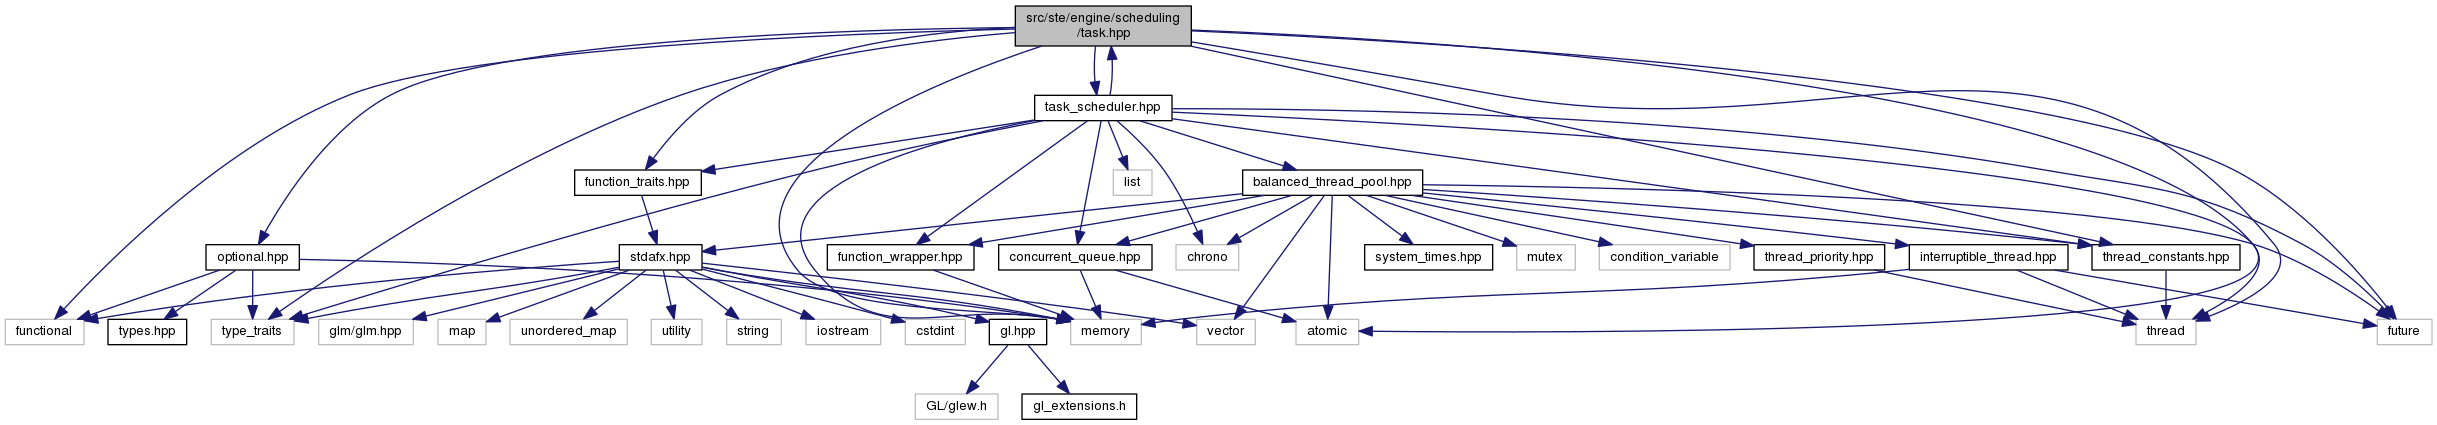 src/ste/engine/scheduling
/task.hpp
task_scheduler.hpp
function_traits.hpp
list
balanced_thread_pool.hpp
optional.hpp
stdafx.hpp
function_wrapper.hpp
concurrent_queue.hpp
chrono
system_times.hpp
mutex
condition_variable
thread_priority.hpp
interruptible_thread.hpp
thread_constants.hpp
functional
types.hpp
type_traits
glm/glm.hpp
map
unordered_map
utility
string
iostream
cstdint
gl.hpp
memory
vector
atomic
thread
future
GL/glew.h
gl_extensions.h